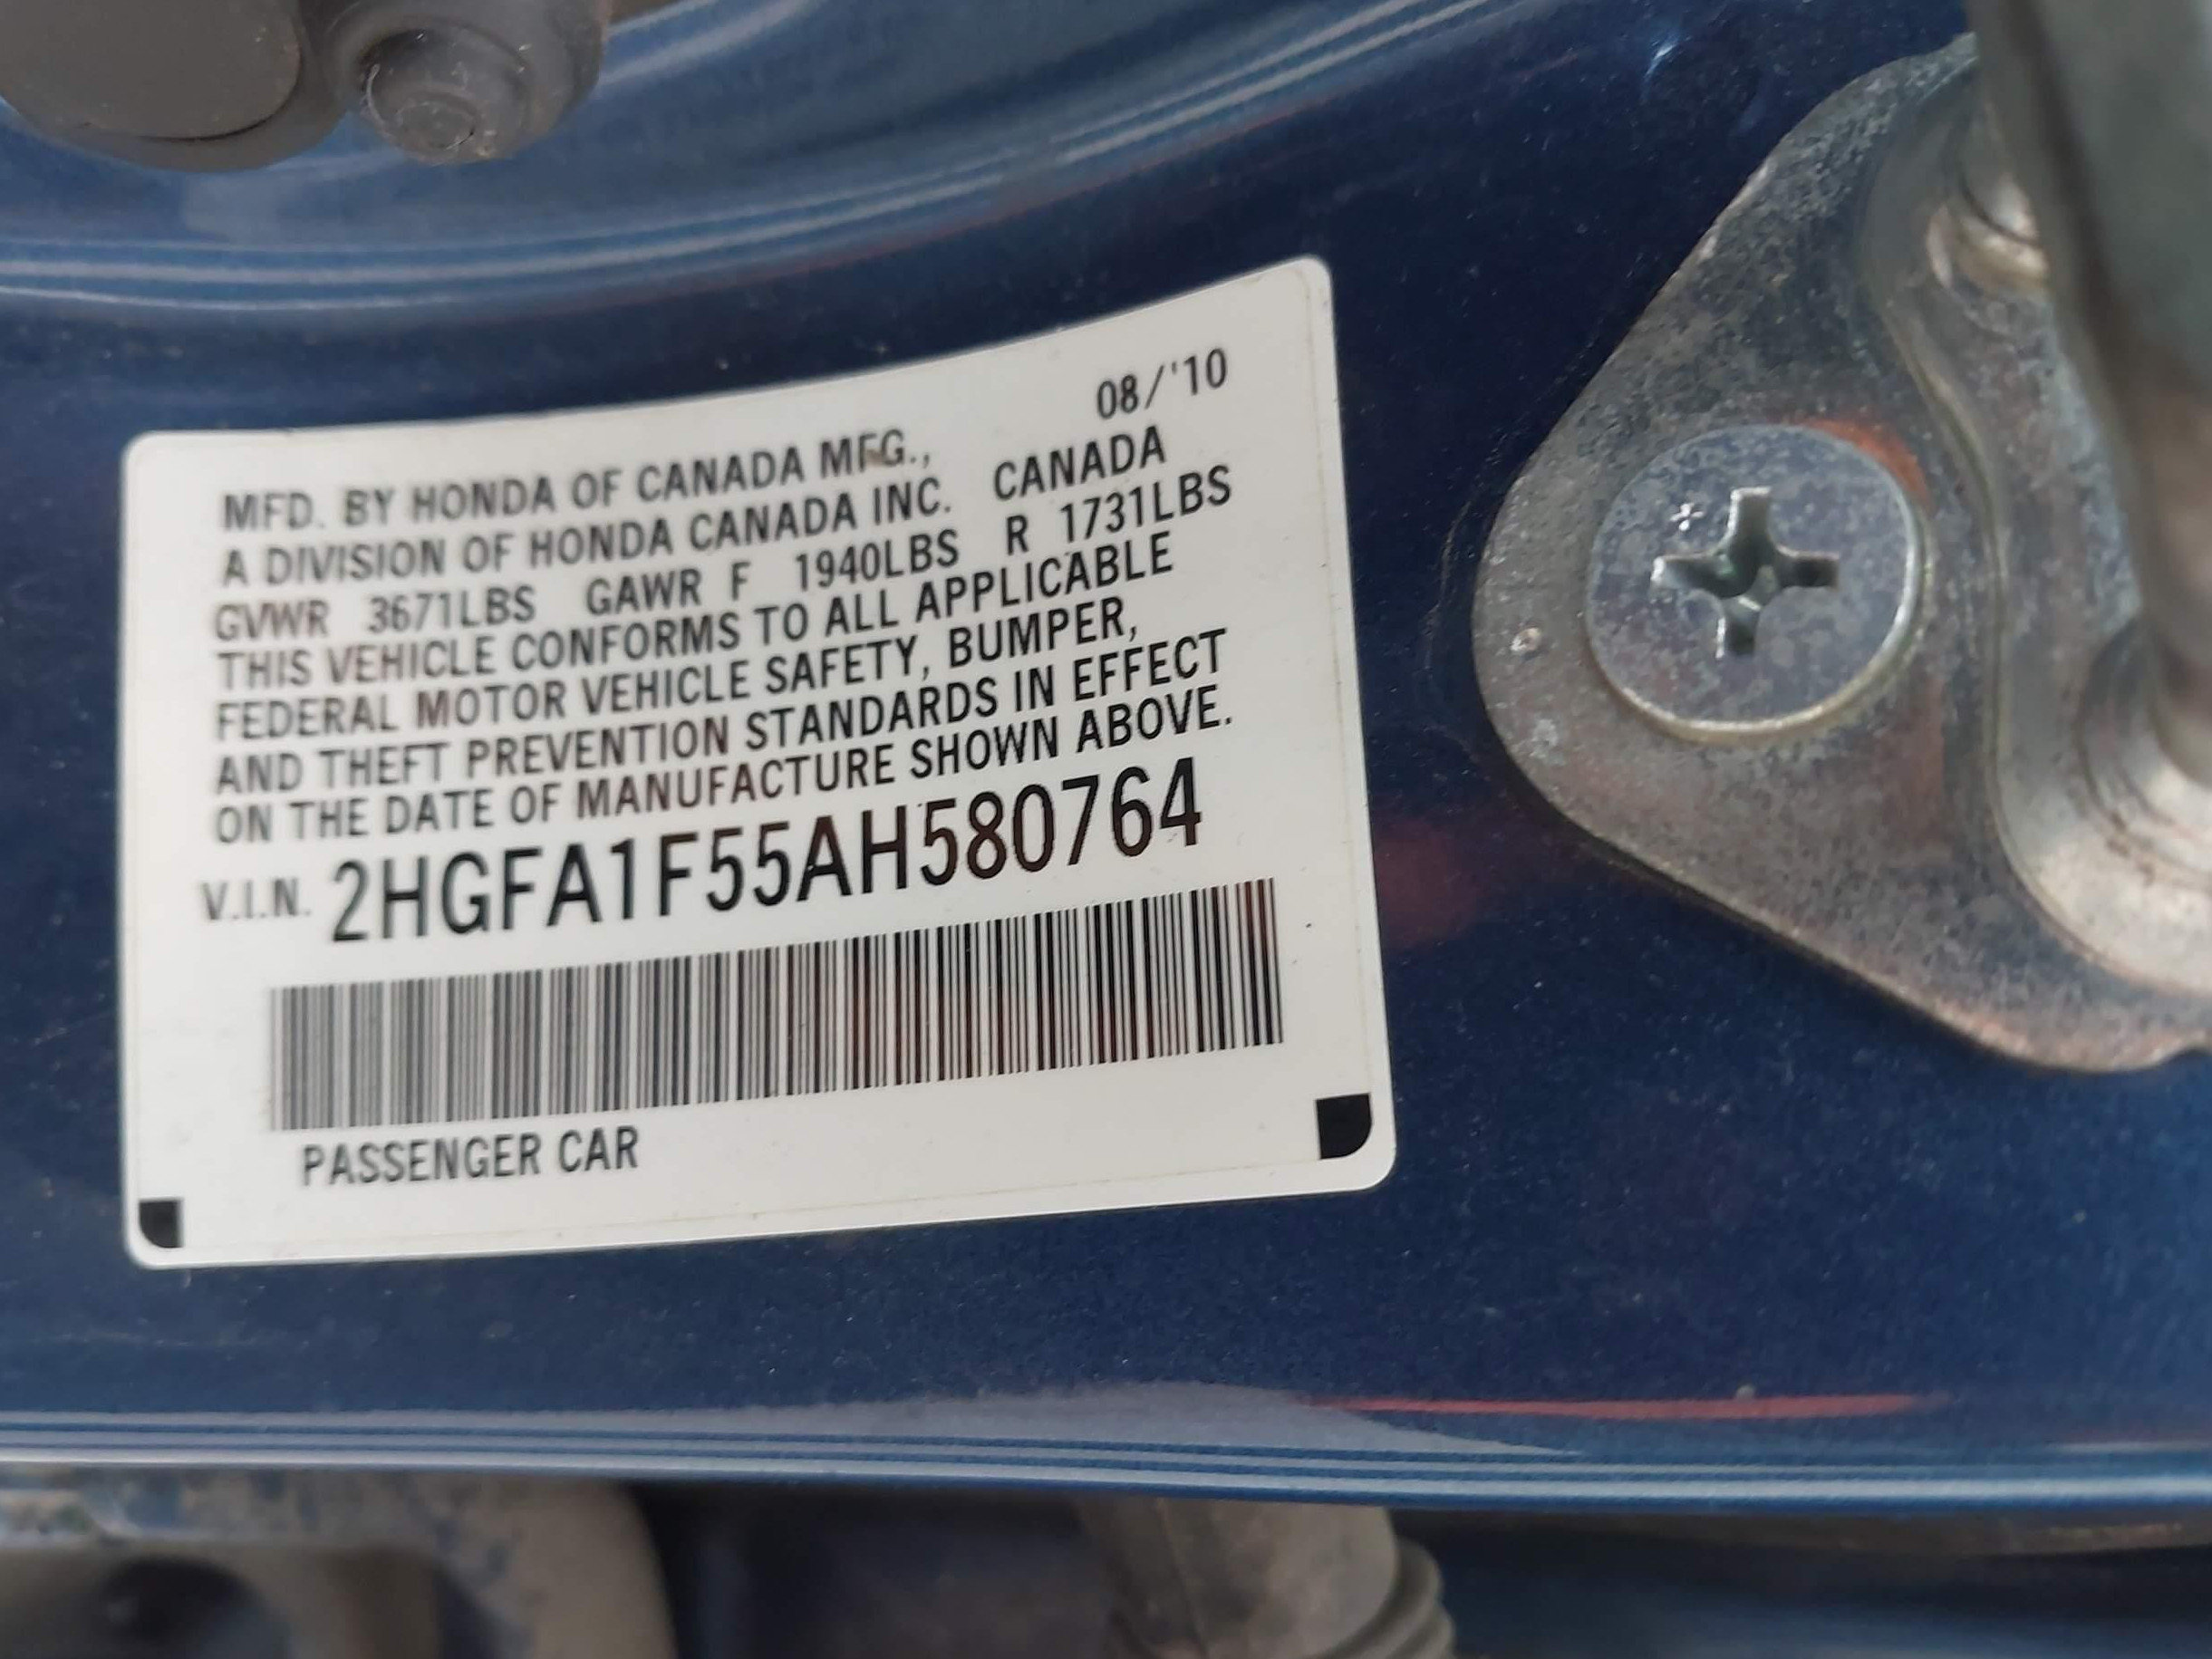 08/'10
MFD. BY HONDA OF CANADA MFG.,
A DIVISION OF HONDA CANADA INC. CANADA
GVWR 3671LBS GAWR F 1940LBS R 1731LBS
THIS VEHICLE CONFORMS TO ALL APPLICABLE
FEDERAL MOTOR VEHICLE SAFETY, BUMPER,
AND THEFT PREVENTION STANDARDS IN EFFECT
ON THE DATE OF MANUFACTURE SHOWN ABOVE.
V.I.N. 2HGFA1F55AH580764
PASSENGER CAR